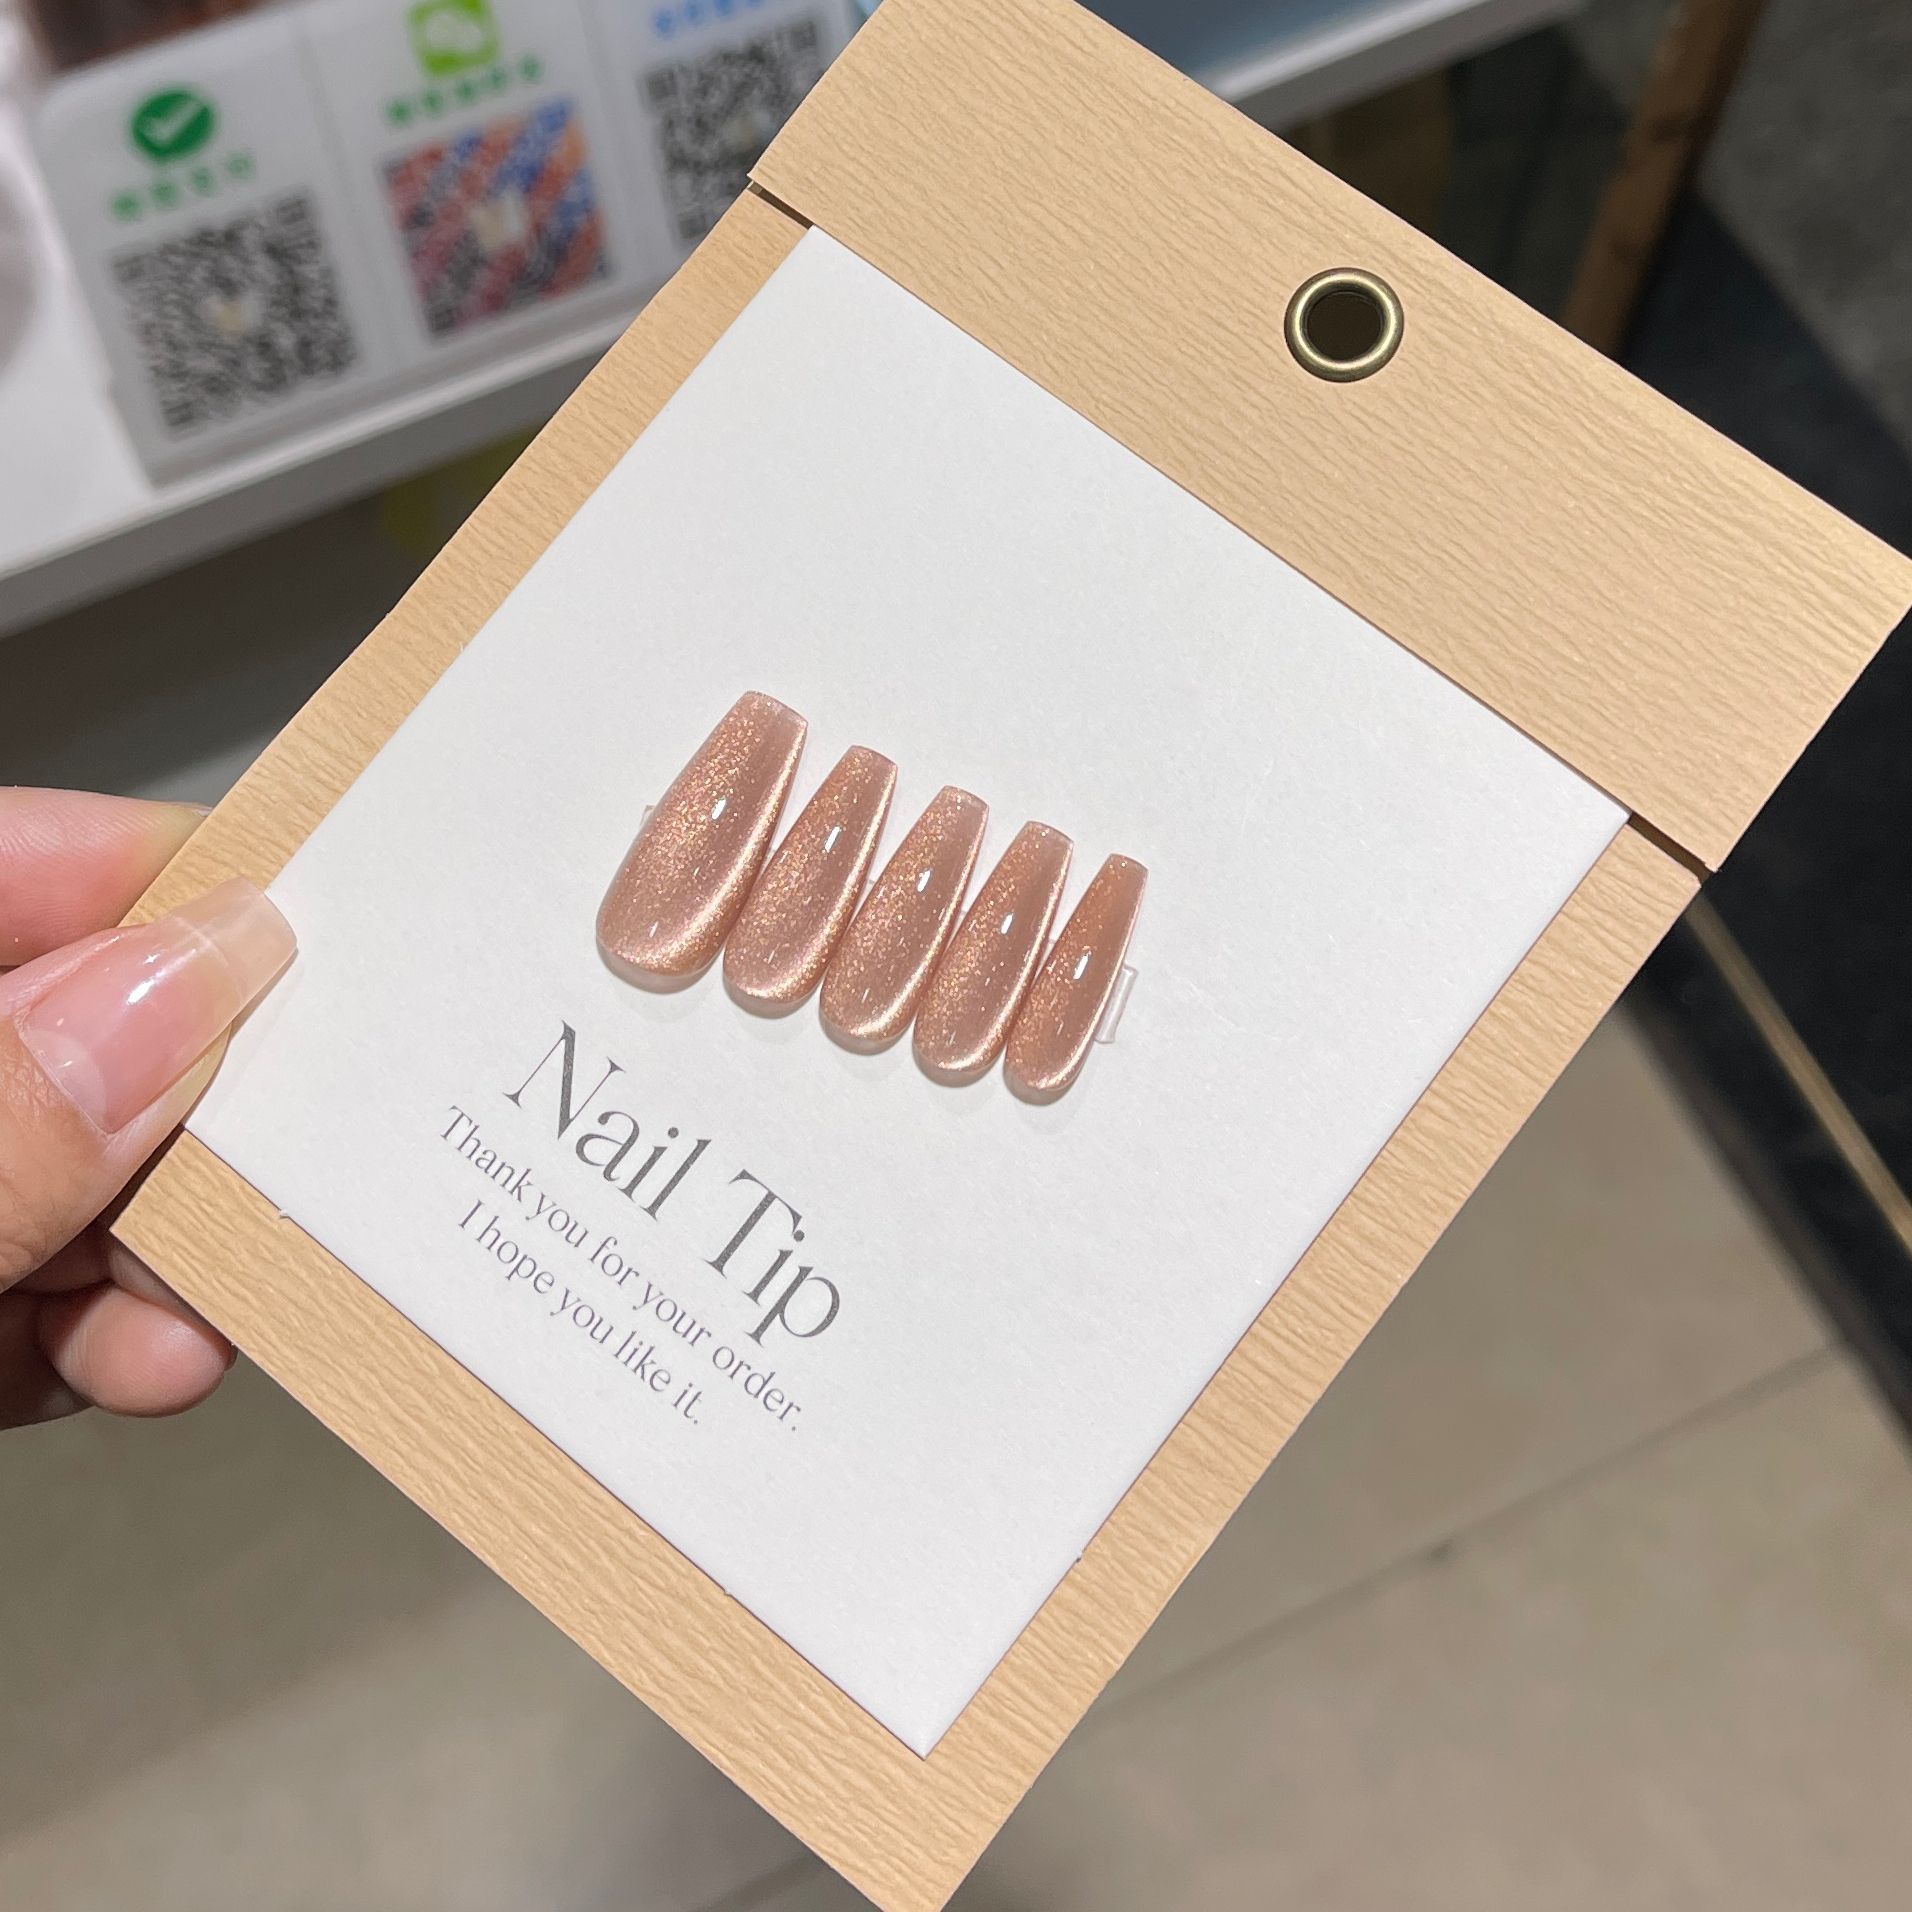 Nail Tip
Thank you for your order.
I hope you like it.